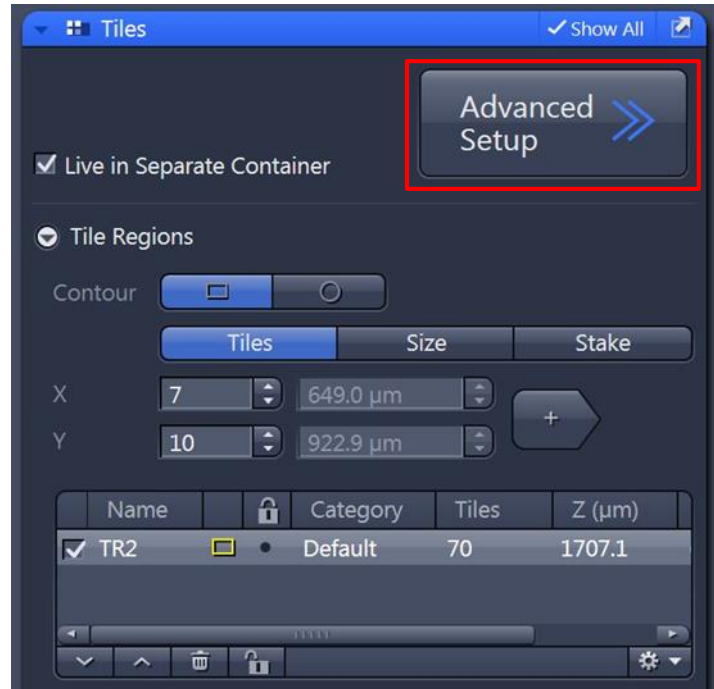 Tiles
Show All
Advanced
Setup
Live in Separate Container
Tile Regions
Contour
Tiles Size Stake
X 7 649.0 µm
Y 10 922.9 µm
+
Name Category Tiles Z (µm)
TR2 Default 70 1707.1